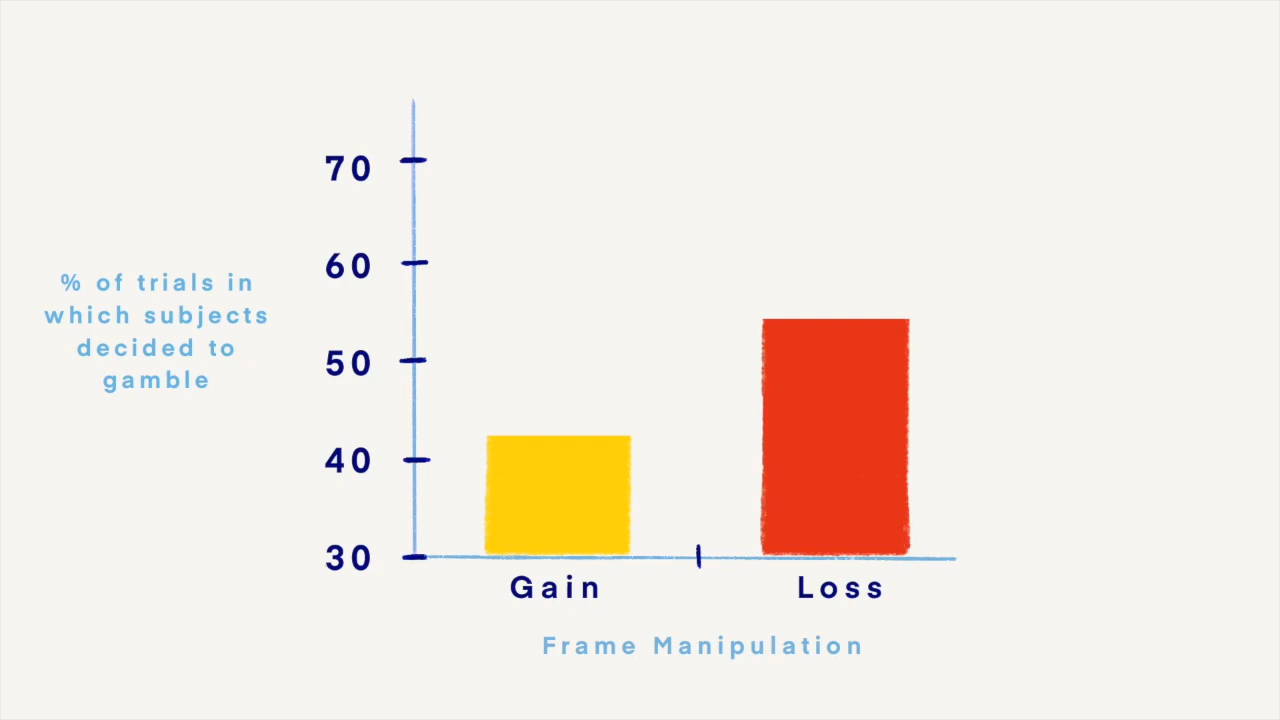 70
60
% of trials in
which subjects
decided to
gamble
50
40
30
Gain
Loss
Frame Manipulation